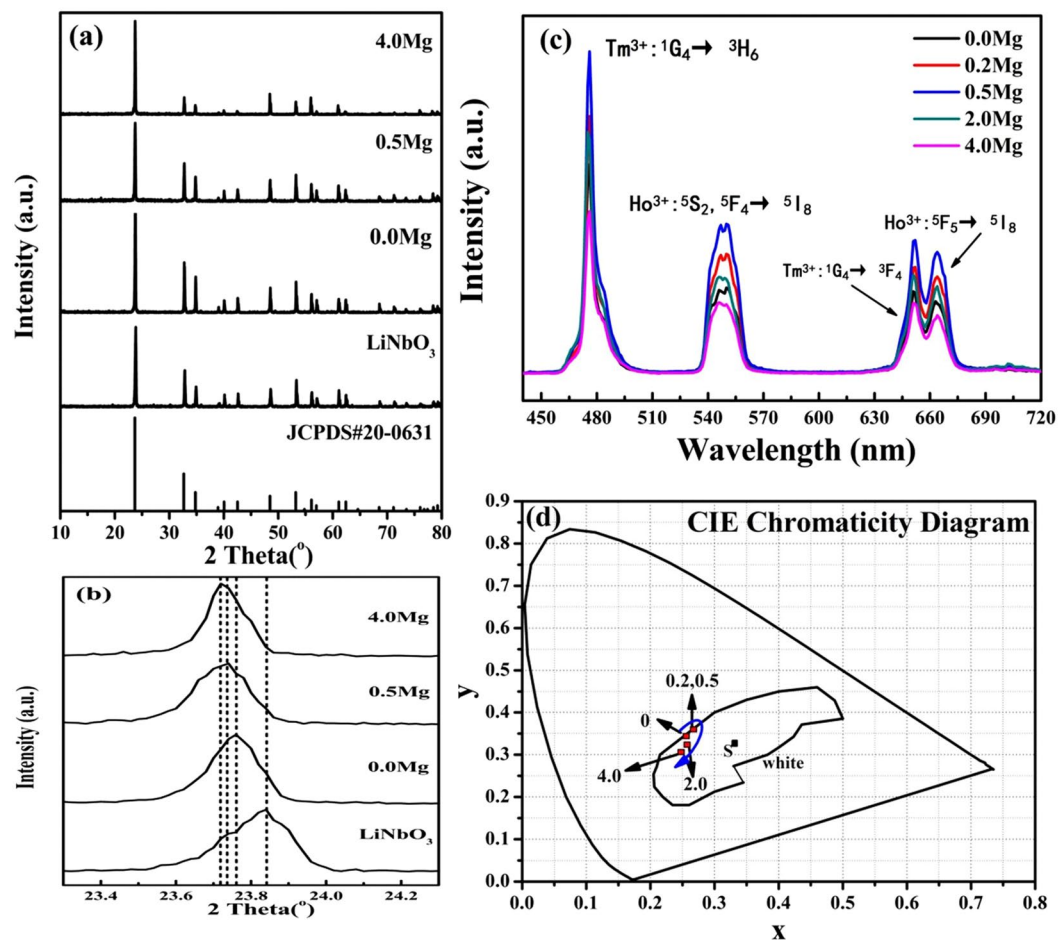 (a)
4.0Mg
0.5Mg
0.0Mg
LiNbO3
JCPDS#20-0631
Intensity (a.u.)
10 20 30 40 50 60 70 80
2 Theta(°)
(b)
4.0Mg
0.5Mg
0.0Mg
LiNbO3
Intensity (a.u.)
23.4 23.6 23.8 24.0 24.2
2 Theta(°)
(c)
Tm3+:1G4→ 3H6
0.0Mg
0.2Mg
0.5Mg
2.0Mg
4.0Mg
Ho3+:5S2, 5F4→ 5I8
Ho3+:5F5→ 5I8
Tm3+:1G4→ 3F4
Intensity (a.u.)
450 480 510 540 570 600 630 660 690 720
Wavelength (nm)
(d)
CIE Chromaticity Diagram
0.9
0.8
0.7
0.6
0.5
0.4
0.3
0.2
0.1
0.0
y
0.2,0.5
0
S
white
4.0
2.0
0.0 0.1 0.2 0.3 0.4 0.5 0.6 0.7 0.8
x